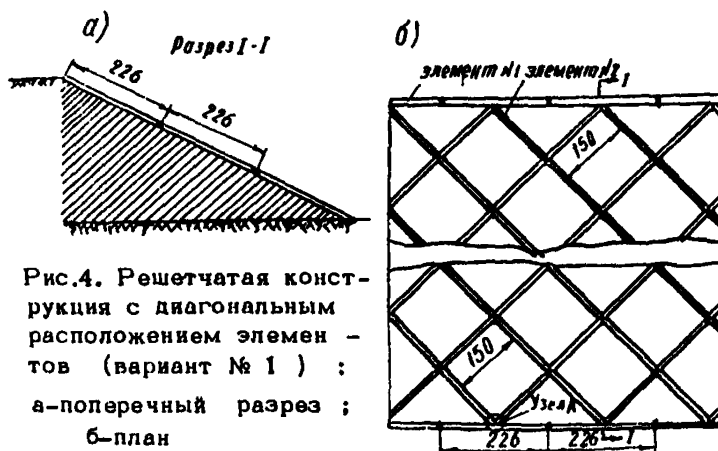 а)
Разрез I-I
226
226
Рис.4. Решетчатая конст-
рукция с диагональным
расположением элемен -
тов (вариант № 1 ) :
а-поперечный разрез ;
б-план
б)
элемент №1 элемент №2
I
150
150
Узел А
226
226
I